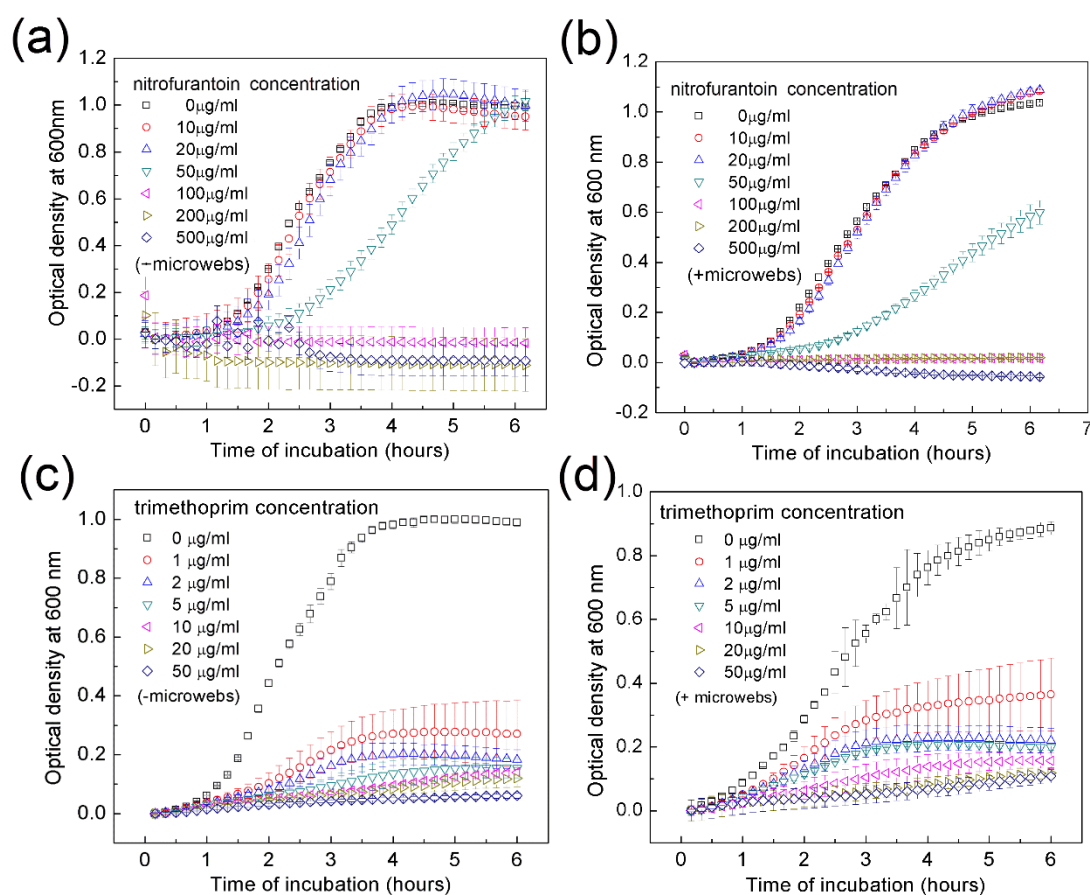 (a)
nitrofurantoin concentration
0µg/ml
10µg/ml
20µg/ml
50µg/ml
100µg/ml
200µg/ml
500µg/ml
(-microwebs)
Optical density at 600nm
1.2
1.0
0.8
0.6
0.4
0.2
0.0
-0.2
0 1 2 3 4 5 6
Time of incubation (hours)
(b)
nitrofurantoin concentration
0µg/ml
10µg/ml
20µg/ml
50µg/ml
100µg/ml
200µg/ml
500µg/ml
(+microwebs)
Optical density at 600 nm
1.2
1.0
0.8
0.6
0.4
0.2
0.0
-0.2
0 1 2 3 4 5 6 7
Time of incubation (hours)
(c)
trimethoprim concentration
0 µg/ml
1 µg/ml
2 µg/ml
5 µg/ml
10 µg/ml
20 µg/ml
50 µg/ml
(-microwebs)
Optical density at 600 nm
1.0
0.8
0.6
0.4
0.2
0.0
0 1 2 3 4 5 6
Time of incubation (hours)
(d)
trimethoprim concentration
0 µg/ml
1 µg/ml
2 µg/ml
5 µg/ml
10µg/ml
20µg/ml
50µg/ml
(+ microwebs)
Optical density at 600 nm
1.0
0.8
0.6
0.4
0.2
0.0
0 1 2 3 4 5 6
Time of incubation (hours)